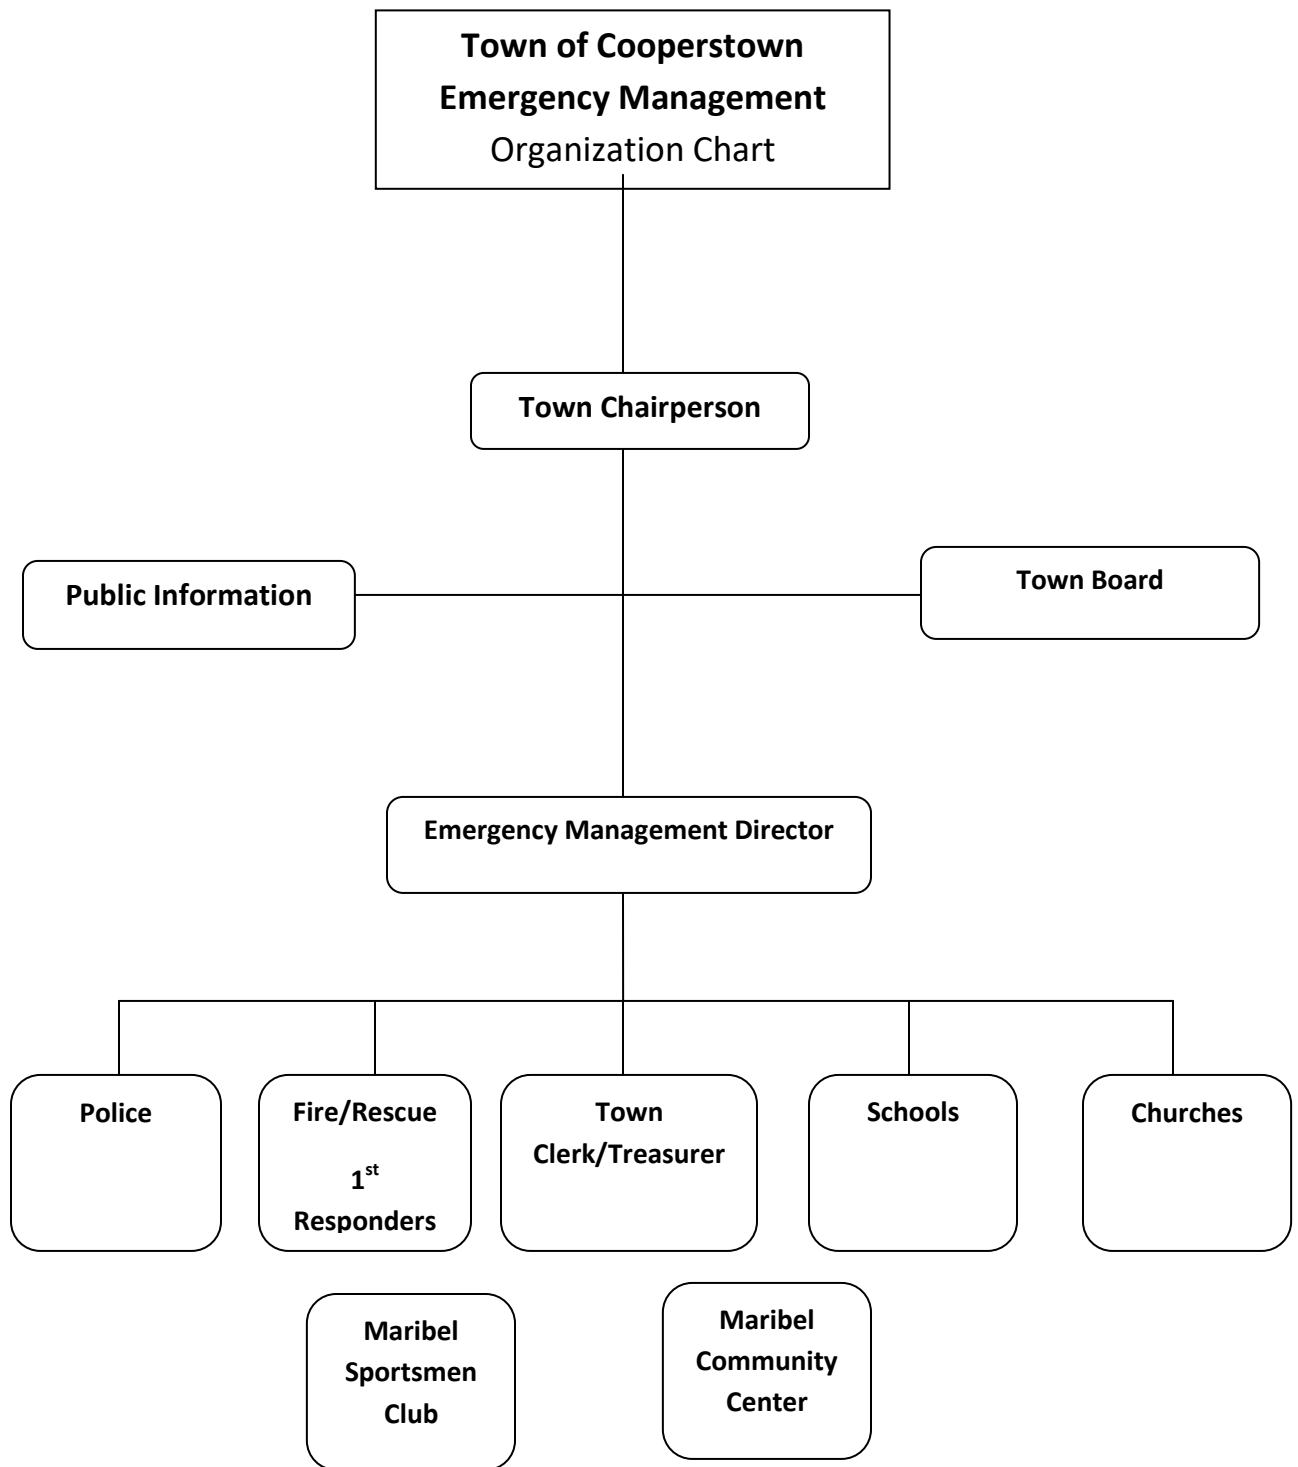 Town of Cooperstown
Emergency Management
Organization Chart
Town Chairperson
Public Information
Town Board
Emergency Management Director
Police
Fire/Rescue
1st
Responders
Town
Clerk/Treasurer
Schools
Churches
Maribel
Sportsmen
Club
Maribel
Community
Center